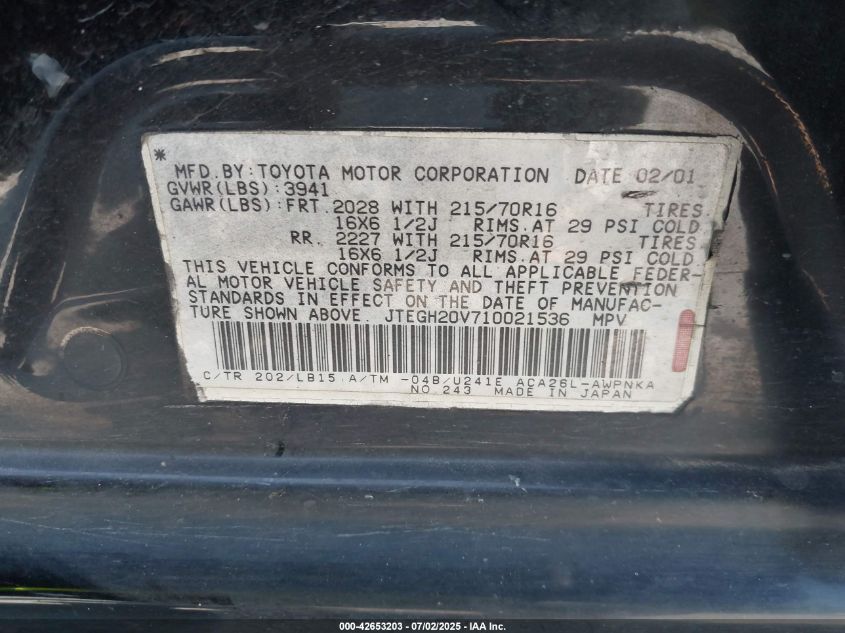 * MFD.BY:TOYOTA MOTOR CORPORATION DATE 02/01
GVWR(LBS):3941
GAWR(LBS):FRT.2028 WITH 215/70R16 TIRES
16X6 1/2J RIMS.AT 29 PSI COLD
RR. 2227 WITH 215/70R16 TIRES
16X6 1/2J RIMS.AT 29 PSI COLD.
THIS VEHICLE CONFORMS TO ALL APPLICABLE FEDER-
AL MOTOR VEHICLE SAFETY AND THEFT PREVENTION
STANDARDS IN EFFECT ON THE DATE OF MANUFAC-
TURE SHOWN ABOVE. JTEGH20V710021536 MPV
C/TR 202/LB15 A/TM -04B/U241E ACA26L-AWPNKA
NO.243 MADE IN JAPAN
000-42653203 - 07/02/2025 - IAA Inc.